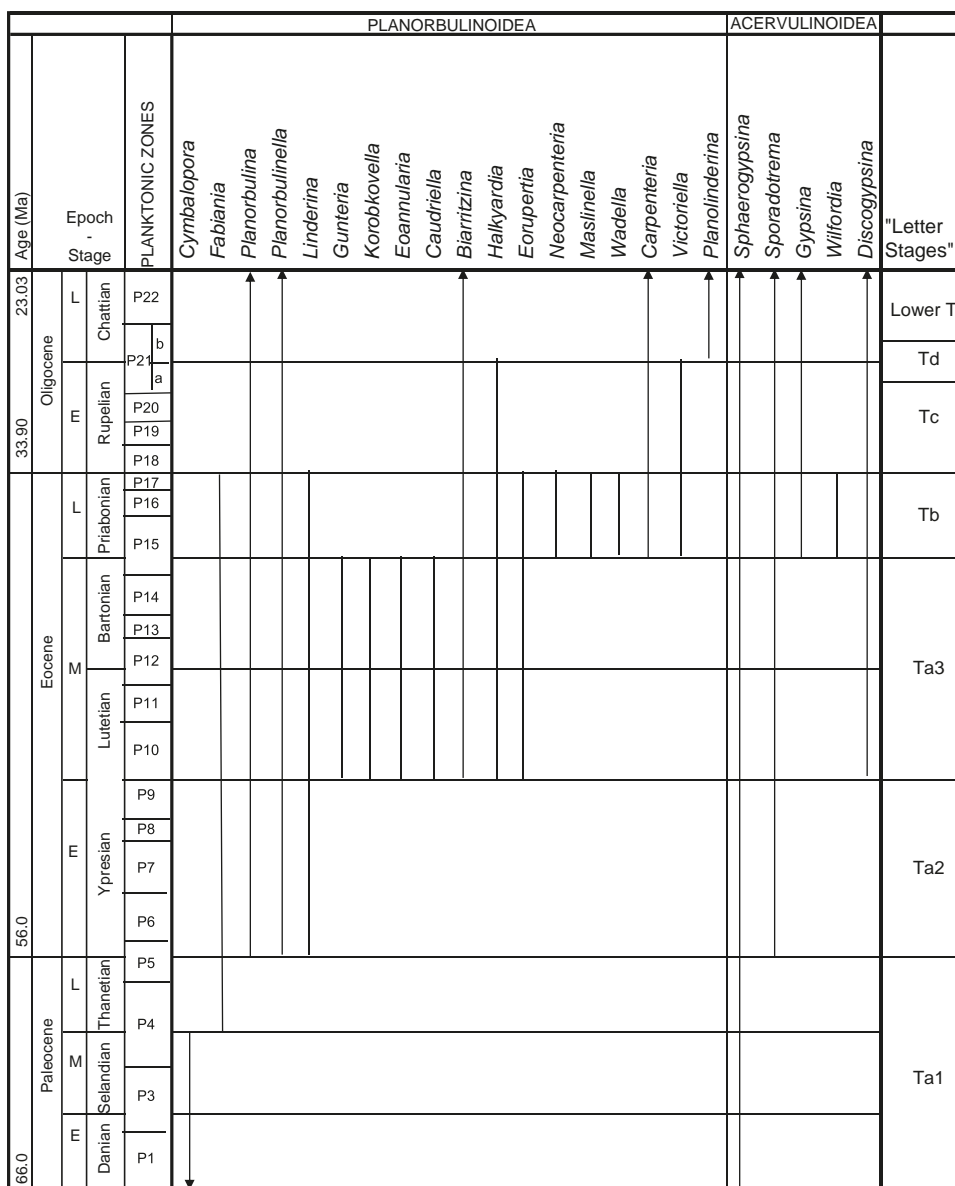 PLANORBULINOIDEA
ACERVULINOIDEA
Age (Ma)
Epoch
-
Stage
PLANKTONIC ZONES
Cymbalopora
Fabiania
Planorbulina
Planorbulinella
Linderina
Gunteria
Korobkovella
Eoannularia
Caudriella
Biarritzina
Halkyardia
Eorupertia
Neocarpenteria
Maslinella
Wadella
Carpenteria
Victoriella
Planolinderina
Sphaerogypsina
Sporadotrema
Gypsina
Wilfordia
Discogypsina
"Letter
Stages"
23.03
33.90
56.0
66.0
Oligocene
Eocene
Paleocene
L
E
L
M
E
L
M
E
Chattian
Rupelian
Priabonian
Bartonian
Lutetian
Ypresian
Thanetian
Selandian
Danian
P22
b
P21
a
P20
P19
P18
P17
P16
P15
P14
P13
P12
P11
P10
P9
P8
P7
P6
P5
P4
P3
P1
Lower T
Td
Tc
Tb
Ta3
Ta2
Ta1